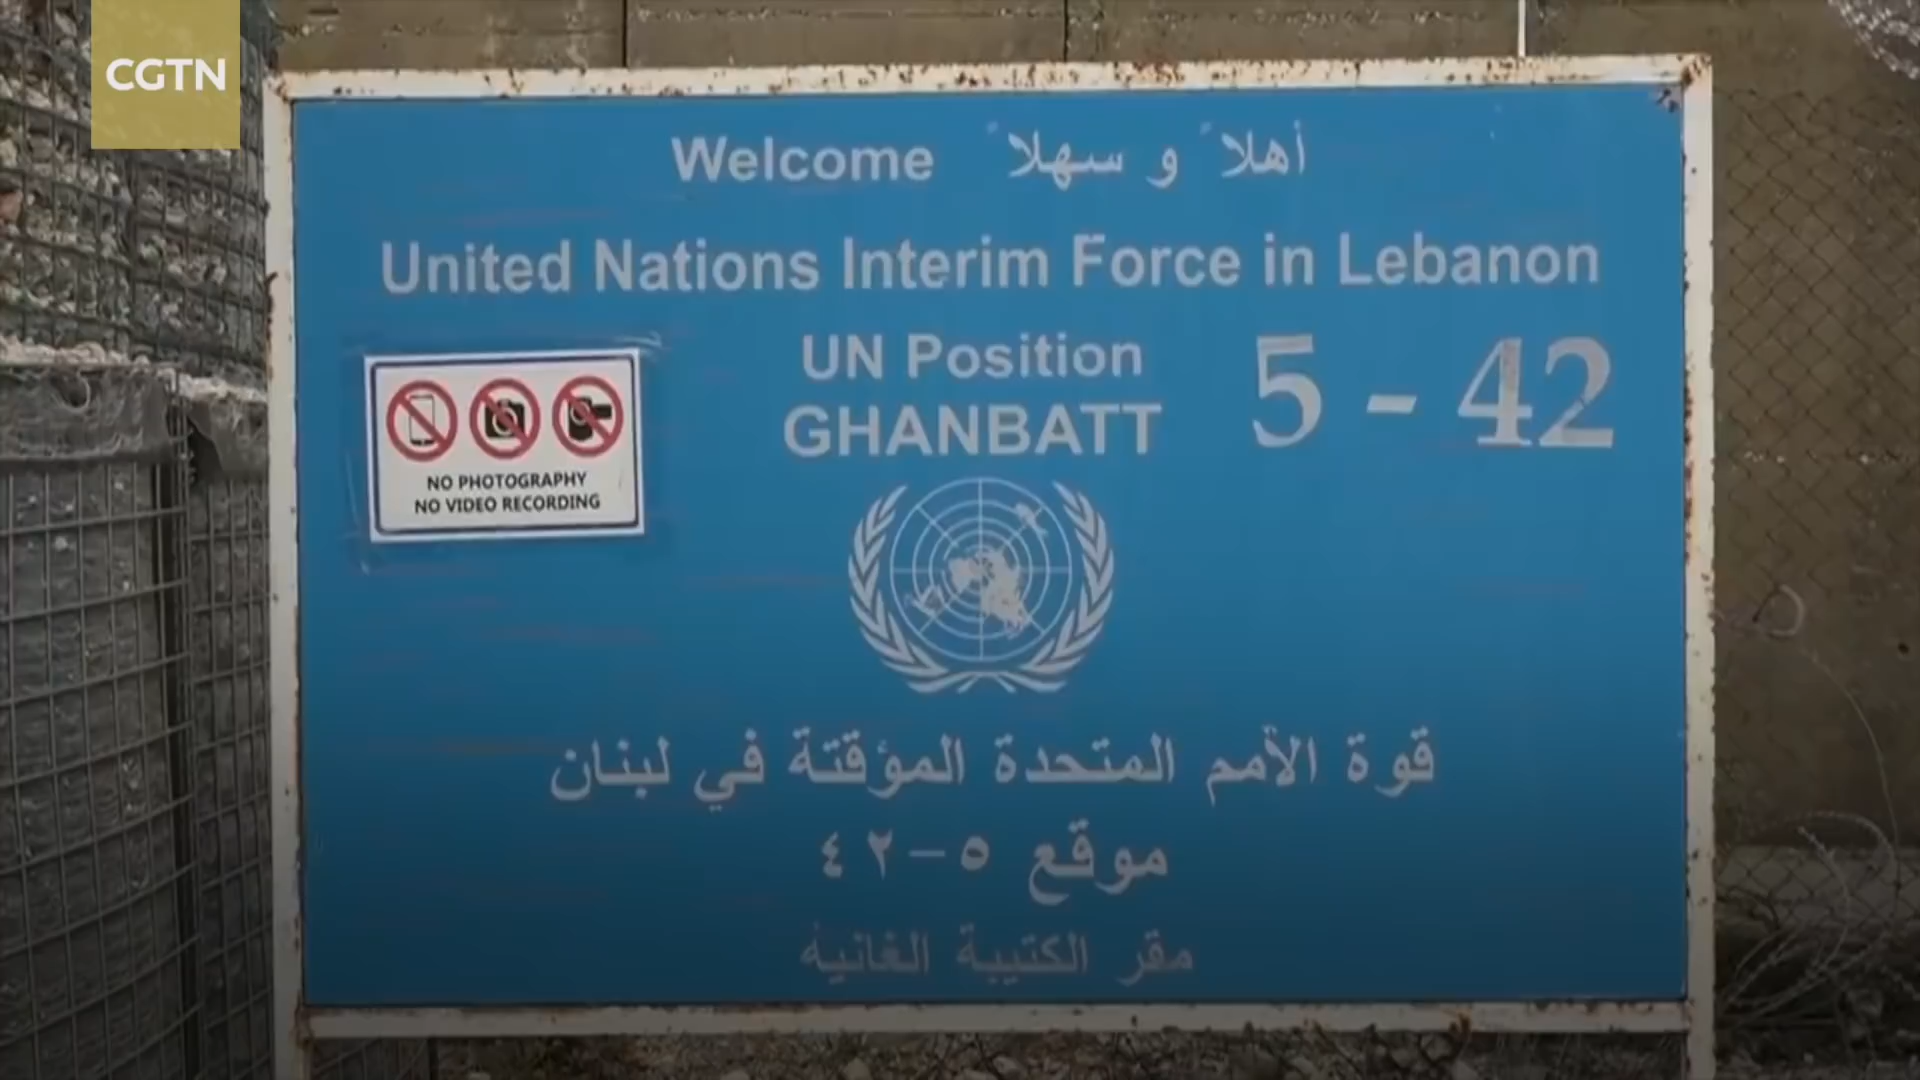 CGTN
Welcome أهلاً و سهلاً
United Nations Interim Force in Lebanon
UN Position
GHANBATT
5 - 42
NO PHOTOGRAPHY
NO VIDEO RECORDING
قوة الأمم المتحدة المؤقتة في لبنان
موقع ٥-٤٢
مقر الكتيبة الغانية